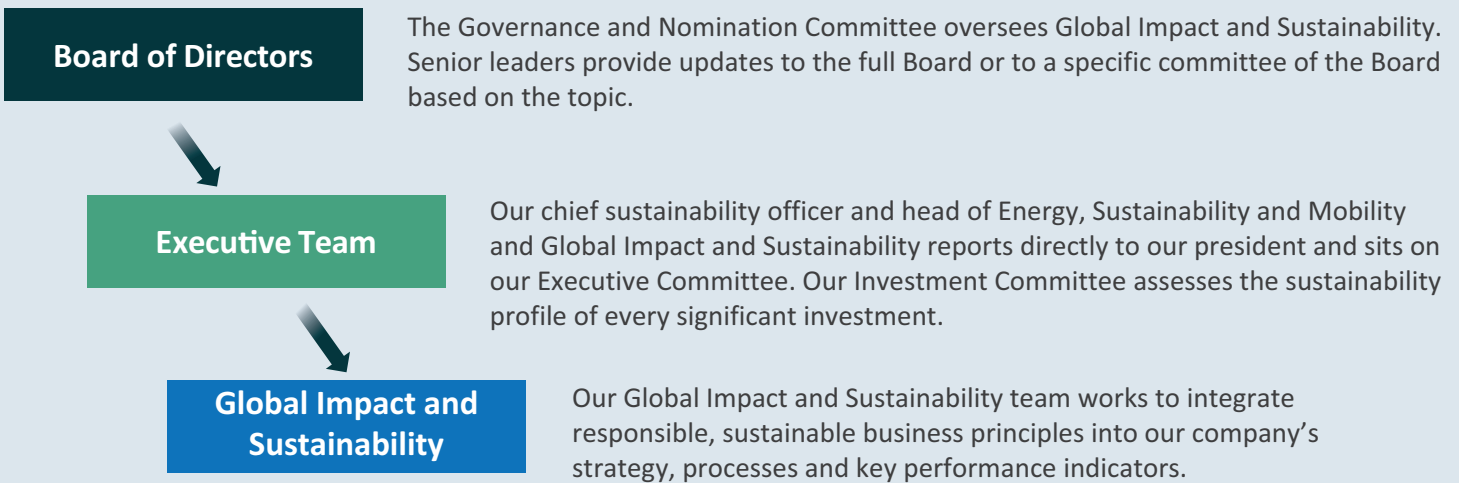 Board of Directors
The Governance and Nomination Committee oversees Global Impact and Sustainability.
Senior leaders provide updates to the full Board or to a specific committee of the Board
based on the topic.
Executive Team
Our chief sustainability officer and head of Energy, Sustainability and Mobility
and Global Impact and Sustainability reports directly to our president and sits on
our Executive Committee. Our Investment Committee assesses the sustainability
profile of every significant investment.
Global Impact and
Sustainability
Our Global Impact and Sustainability team works to integrate
responsible, sustainable business principles into our company’s
strategy, processes and key performance indicators.